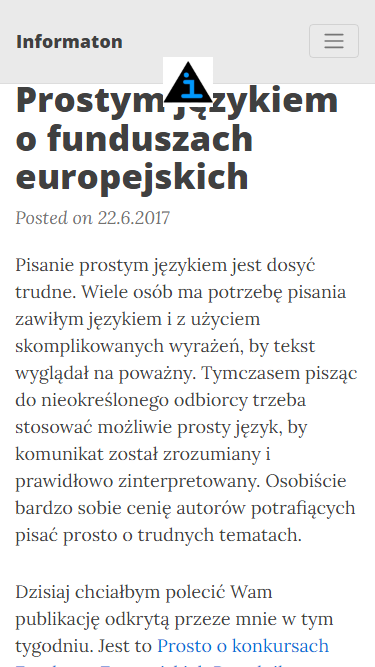 Informaton
Prostym językiem
o funduszach
europejskich
Posted on 22.6.2017
Pisanie prostym językiem jest dosyć
trudne. Wiele osób ma potrzebę pisania
zawiłym językiem i z użyciem
skomplikowanych wyrażeń, by tekst
wyglądał na poważny. Tymczasem pisząc
do nieokreślonego odbiorcy trzeba
stosować możliwie prosty język, by
komunikat został zrozumiany i
prawidłowo zinterpretowany. Osobiście
bardzo sobie cenię autorów potrafiących
pisać prosto o trudnych tematach.
Dzisiaj chciałbym polecić Wam
publikację odkrytą przeze mnie w tym
tygodniu. Jest to Prosto o konkursach